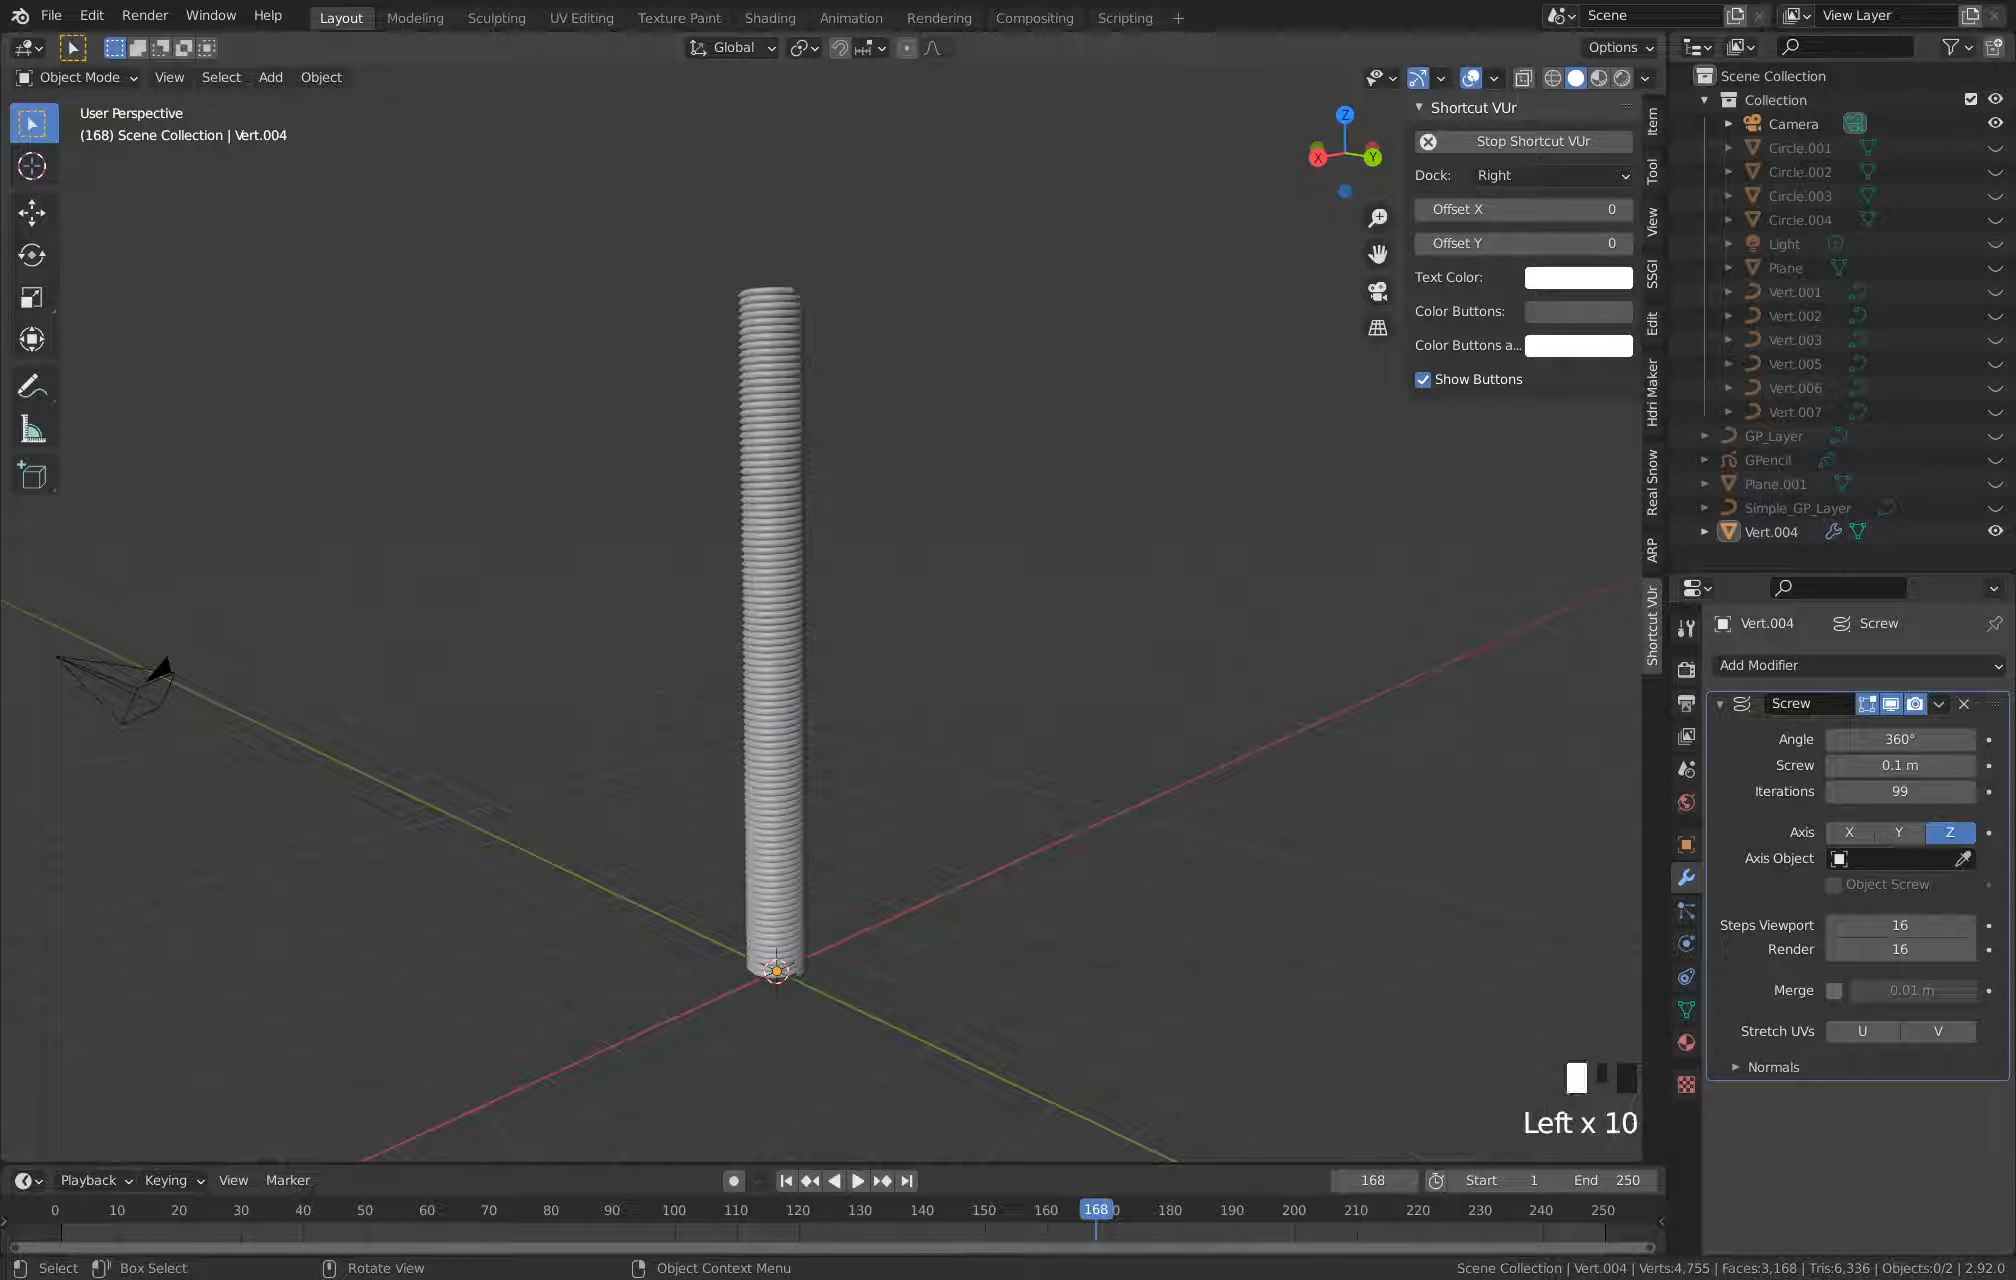 File Edit Render Window Help Layout Modeling Sculpting UV Editing Texture Paint Shading Animation Rendering Compositing Scripting + Scene View Layer
Global Options
Object Mode View Select Add Object
User Perspective
(168) Scene Collection | Vert.004
Z
X
Y
Shortcut VUr
Stop Shortcut VUr
Dock: Right
Offset X 0
Offset Y 0
Text Color:
Color Buttons:
Color Buttons a...
Show Buttons
Item
Tool
View
SSGI
Edit
Hdri Maker
Real Snow
ARP
Shortcut VUr
Scene Collection
Collection
Camera
Circle.001
Circle.002
Circle.003
Circle.004
Light
Plane
Vert.001
Vert.002
Vert.003
Vert.005
Vert.006
Vert.007
GP_Layer
GPencil
Plane.001
Simple_GP_Layer
Vert.004
Vert.004 Screw
Add Modifier
Screw
Angle 360°
Screw 0.1 m
Iterations 99
Axis X Y Z
Axis Object
Object Screw
Steps Viewport 16
Render 16
Merge 0.01 m
Stretch UVs U V
Normals
Left x 10
Playback Keying View Marker 168 Start 1 End 250
0 10 20 30 40 50 60 70 80 90 100 110 120 130 140 150 160 168 180 190 200 210 220 230 240 250
Select Box Select Rotate View Object Context Menu Scene Collection | Vert.004 | Verts:4,755 | Faces:3,168 | Tris:6,336 | Objects:0/2 | 2.92.0